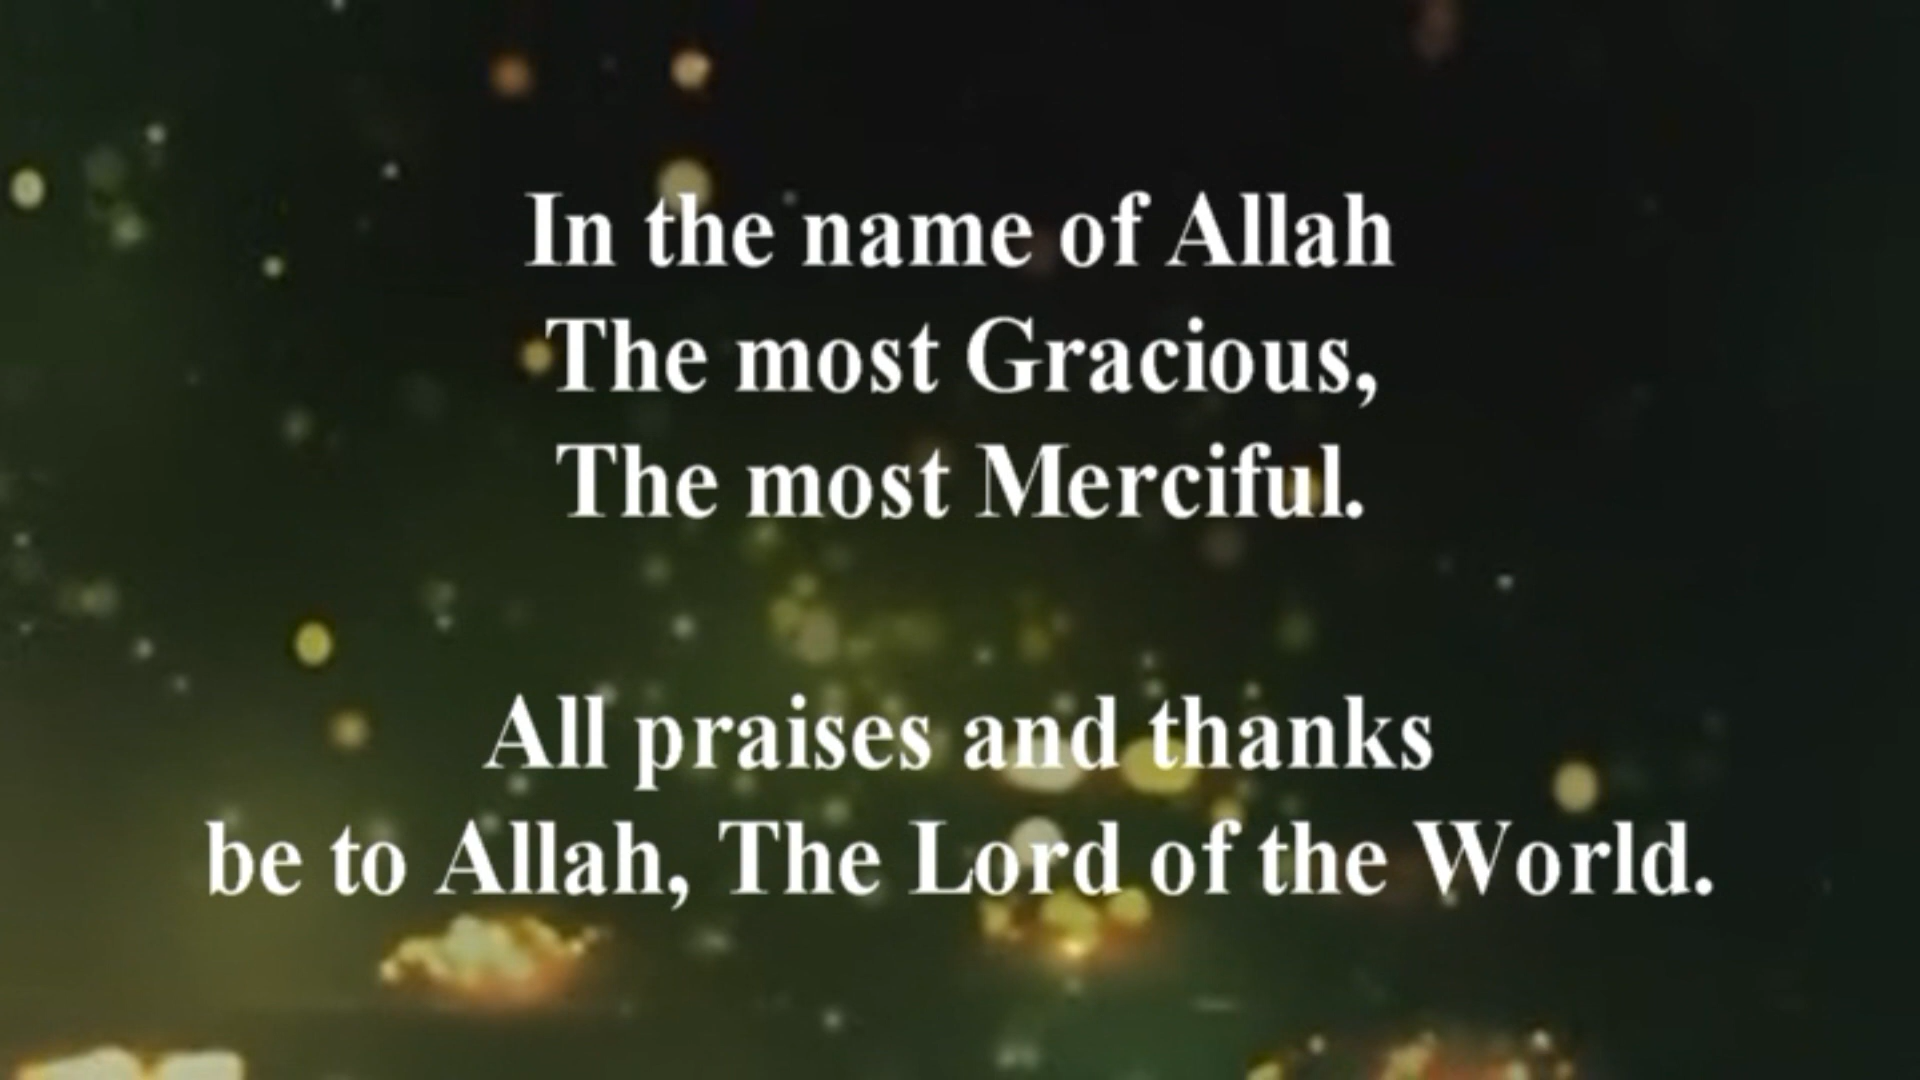 In the name of Allah
The most Gracious,
The most Merciful.
All praises and thanks
be to Allah, The Lord of the World.